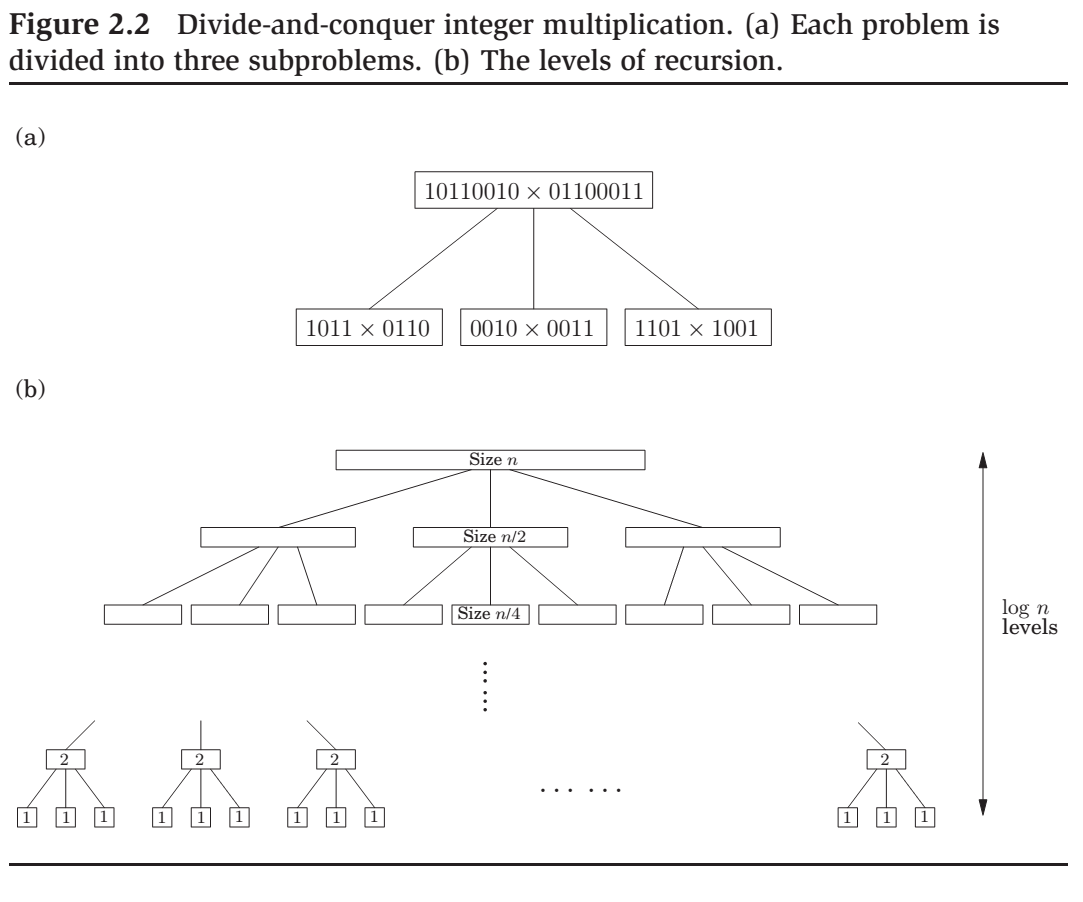 Figure 2.2 Divide-and-conquer integer multiplication. (a) Each problem is
divided into three subproblems. (b) The levels of recursion.
(a)
10110010 × 01100011
1011 × 0110 0010 × 0011 1101 × 1001
(b)
Size n
Size n/2
Size n/4
log n
levels
2 2 2 2
1 1 1 1 1 1 1 1 1 1 1 1